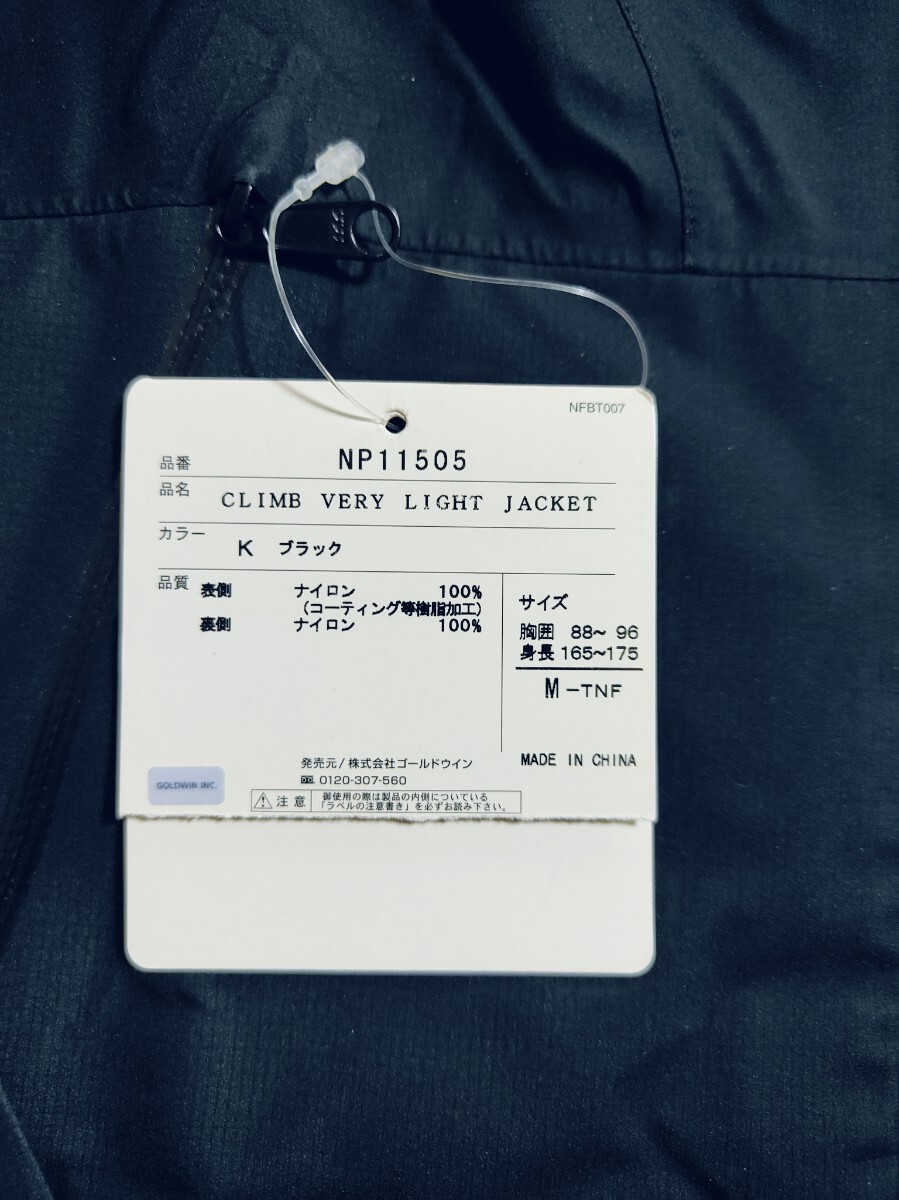 NFBT007
品番 NP11505
品名 CLIMB VERY LIGHT JACKET
カラー K ブラック
品質 表側 ナイロン 100%
(コーティング等樹脂加工)
裏側 ナイロン 100%
サイズ
胸囲 88~ 96
身長 165~175
M-TNF
発売元/株式会社ゴールドウイン
0120-307-560
MADE IN CHINA
GOLDWIN INC.
注意
御使用の際は製品の内側についている
「ラベルの注意書き」を必ずお読み下さい。